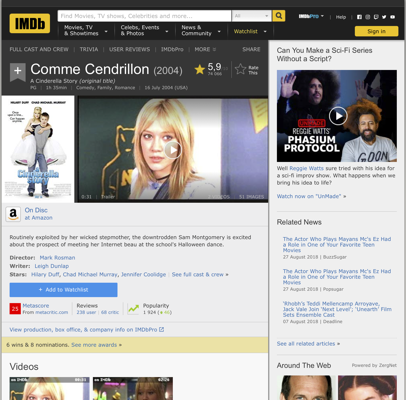 IMDb
Find Movies, TV shows, Celebrities and more...
All
IMDbPro
Help
Movies, TV
& Showtimes
Celebs, Events
& Photos
News &
Community
Watchlist
Sign in
FULL CAST AND CREW | TRIVIA | USER REVIEWS | IMDbPro | MORE
SHARE
Comme Cendrillon (2004)
A Cinderella Story (original title)
PG | 1h 35min | Comedy, Family, Romance | 16 July 2004 (USA)
5,9
Rate
This
HILARY DUFF CHAD MICHAEL MURRAY
0:31 | Trailer
51 IMAGES
On Disc
at Amazon
Routinely exploited by her wicked stepmother, the downtrodden Sam Montgomery is excited
about the prospect of meeting her Internet beau at the school's Halloween dance.
Director: Mark Rosman
Writer: Leigh Dunlap
Stars: Hilary Duff, Chad Michael Murray, Jennifer Coolidge | See full cast & crew »
+ Add to Watchlist
25
Metascore
From metacritic.com
Reviews
238 user | 68 critic
Popularity
View production, box office, & company info on IMDbPro
6 wins & 8 nominations. See more awards »
Videos
Can You Make a Sci-Fi Series
Without a Script?
REGGIE WATTS'
PHASIUM
PROTOCOL
Well Reggie Watts sure tried with his idea
for a sci-fi improv show. What happens when we
bring his idea to life?
Watch now on "UnMade" »
Related News
The Actor Who Plays Mayans Mc's Ez Had
a Role in One of Your Favorite Teen
Movies
27 August 2018 | BuzzSugar
The Actor Who Plays Mayans Mc's Ez Had
a Role in One of Your Favorite Teen
Movies
27 August 2018 | Popsugar
'Rhobh's Teddi Mellencamp Arroyave,
Jack Vale Join 'Next Level'; 'Unearth' Film
Sets Ensemble Cast
07 August 2018 | Deadline
See all related articles »
Around The Web
Powered by ZergNet